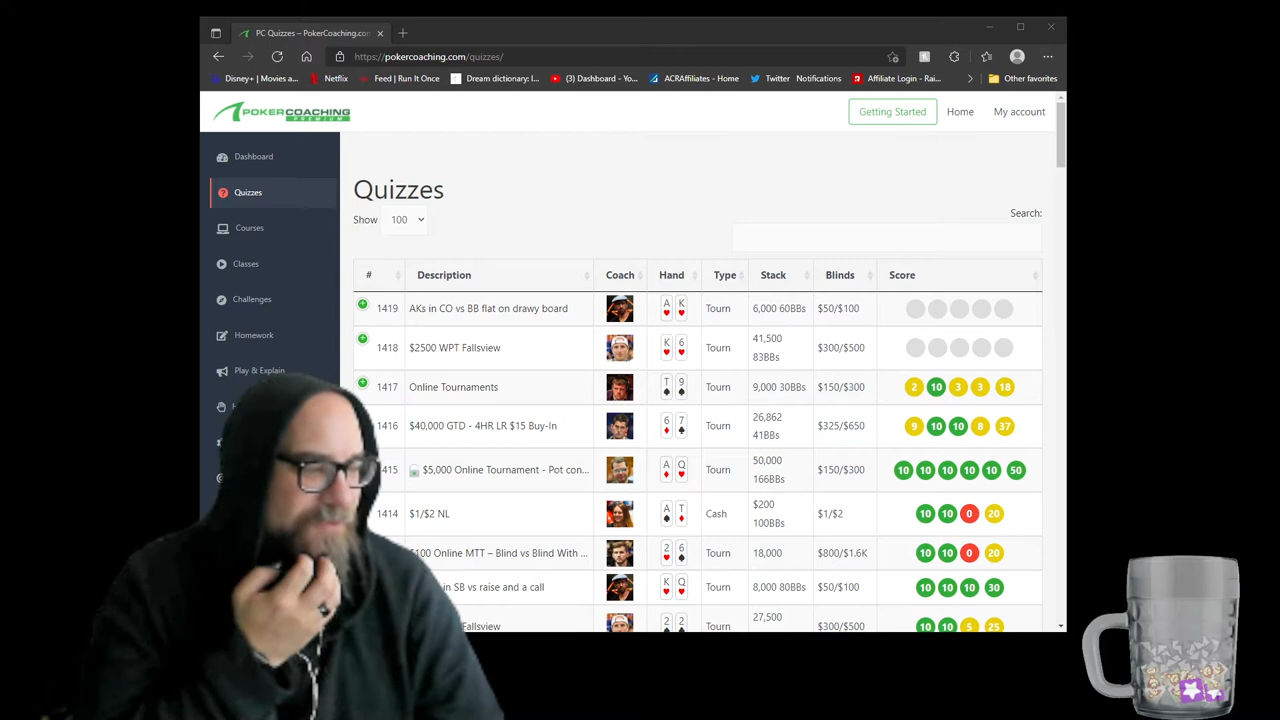 PC Quizzes – PokerCoaching.com
https://pokercoaching.com/quizzes/
Disney+ | Movies a...
Netflix
Feed | Run It Once
Dream dictionary: I...
(3) Dashboard - Yo...
ACRAffiliates - Home
Twitter
Notifications
Affiliate Login - Rai...
Other favorites
POKERCOACHING
PREMIUM
Getting Started
Home
My account
Dashboard
Quizzes
Courses
Classes
Challenges
Homework
Play & Explain
Quizzes
Show 100
Search:
# Description Coach Hand Type Stack Blinds Score
1419 AKs in CO vs BB flat on drawy board A K Tourn 6,000 60BBs $50/$100
1418 $2500 WPT Fallsview K 6 Tourn 41,500 83BBs $300/$500
1417 Online Tournaments T 9 Tourn 9,000 30BBs $150/$300 2 10 3 3 18
1416 $40,000 GTD - 4HR LR $15 Buy-In 6 7 Tourn 26,862 41BBs $325/$650 9 10 10 8 37
415 $5,000 Online Tournament - Pot con... A Q Tourn 50,000 166BBs $150/$300 10 10 10 10 10 50
1414 $1/$2 NL A T Cash $200 100BBs $1/$2 10 10 0 20
100 Online MTT – Blind vs Blind With ... 2 6 Tourn 18,000 $800/$1.6K 10 10 0 20
in SB vs raise and a call K Q Tourn 8,000 80BBs $50/$100 10 10 10 30
Fallsview 2 2 Tourn 27,500 $300/$500 10 10 5 25